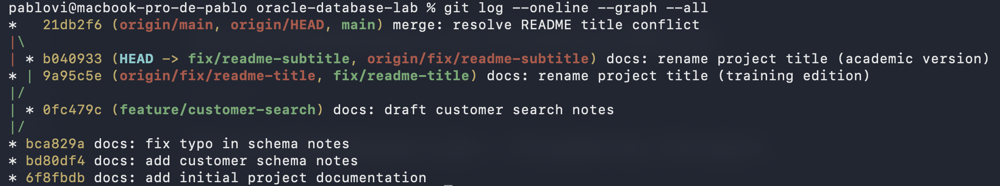 pablovi@macbook-pro-de-pablo oracle-database-lab % git log --oneline --graph --all
*   21db2f6 (origin/main, origin/HEAD, main) merge: resolve README title conflict
|\
| * b040933 (HEAD -> fix/readme-subtitle, origin/fix/readme-subtitle) docs: rename project title (academic version)
* | 9a95c5e (origin/fix/readme-title, fix/readme-title) docs: rename project title (training edition)
|/
| * 0fc479c (feature/customer-search) docs: draft customer search notes
|/
* bca829a docs: fix typo in schema notes
* bd80df4 docs: add customer schema notes
* 6f8fbdb docs: add initial project documentation